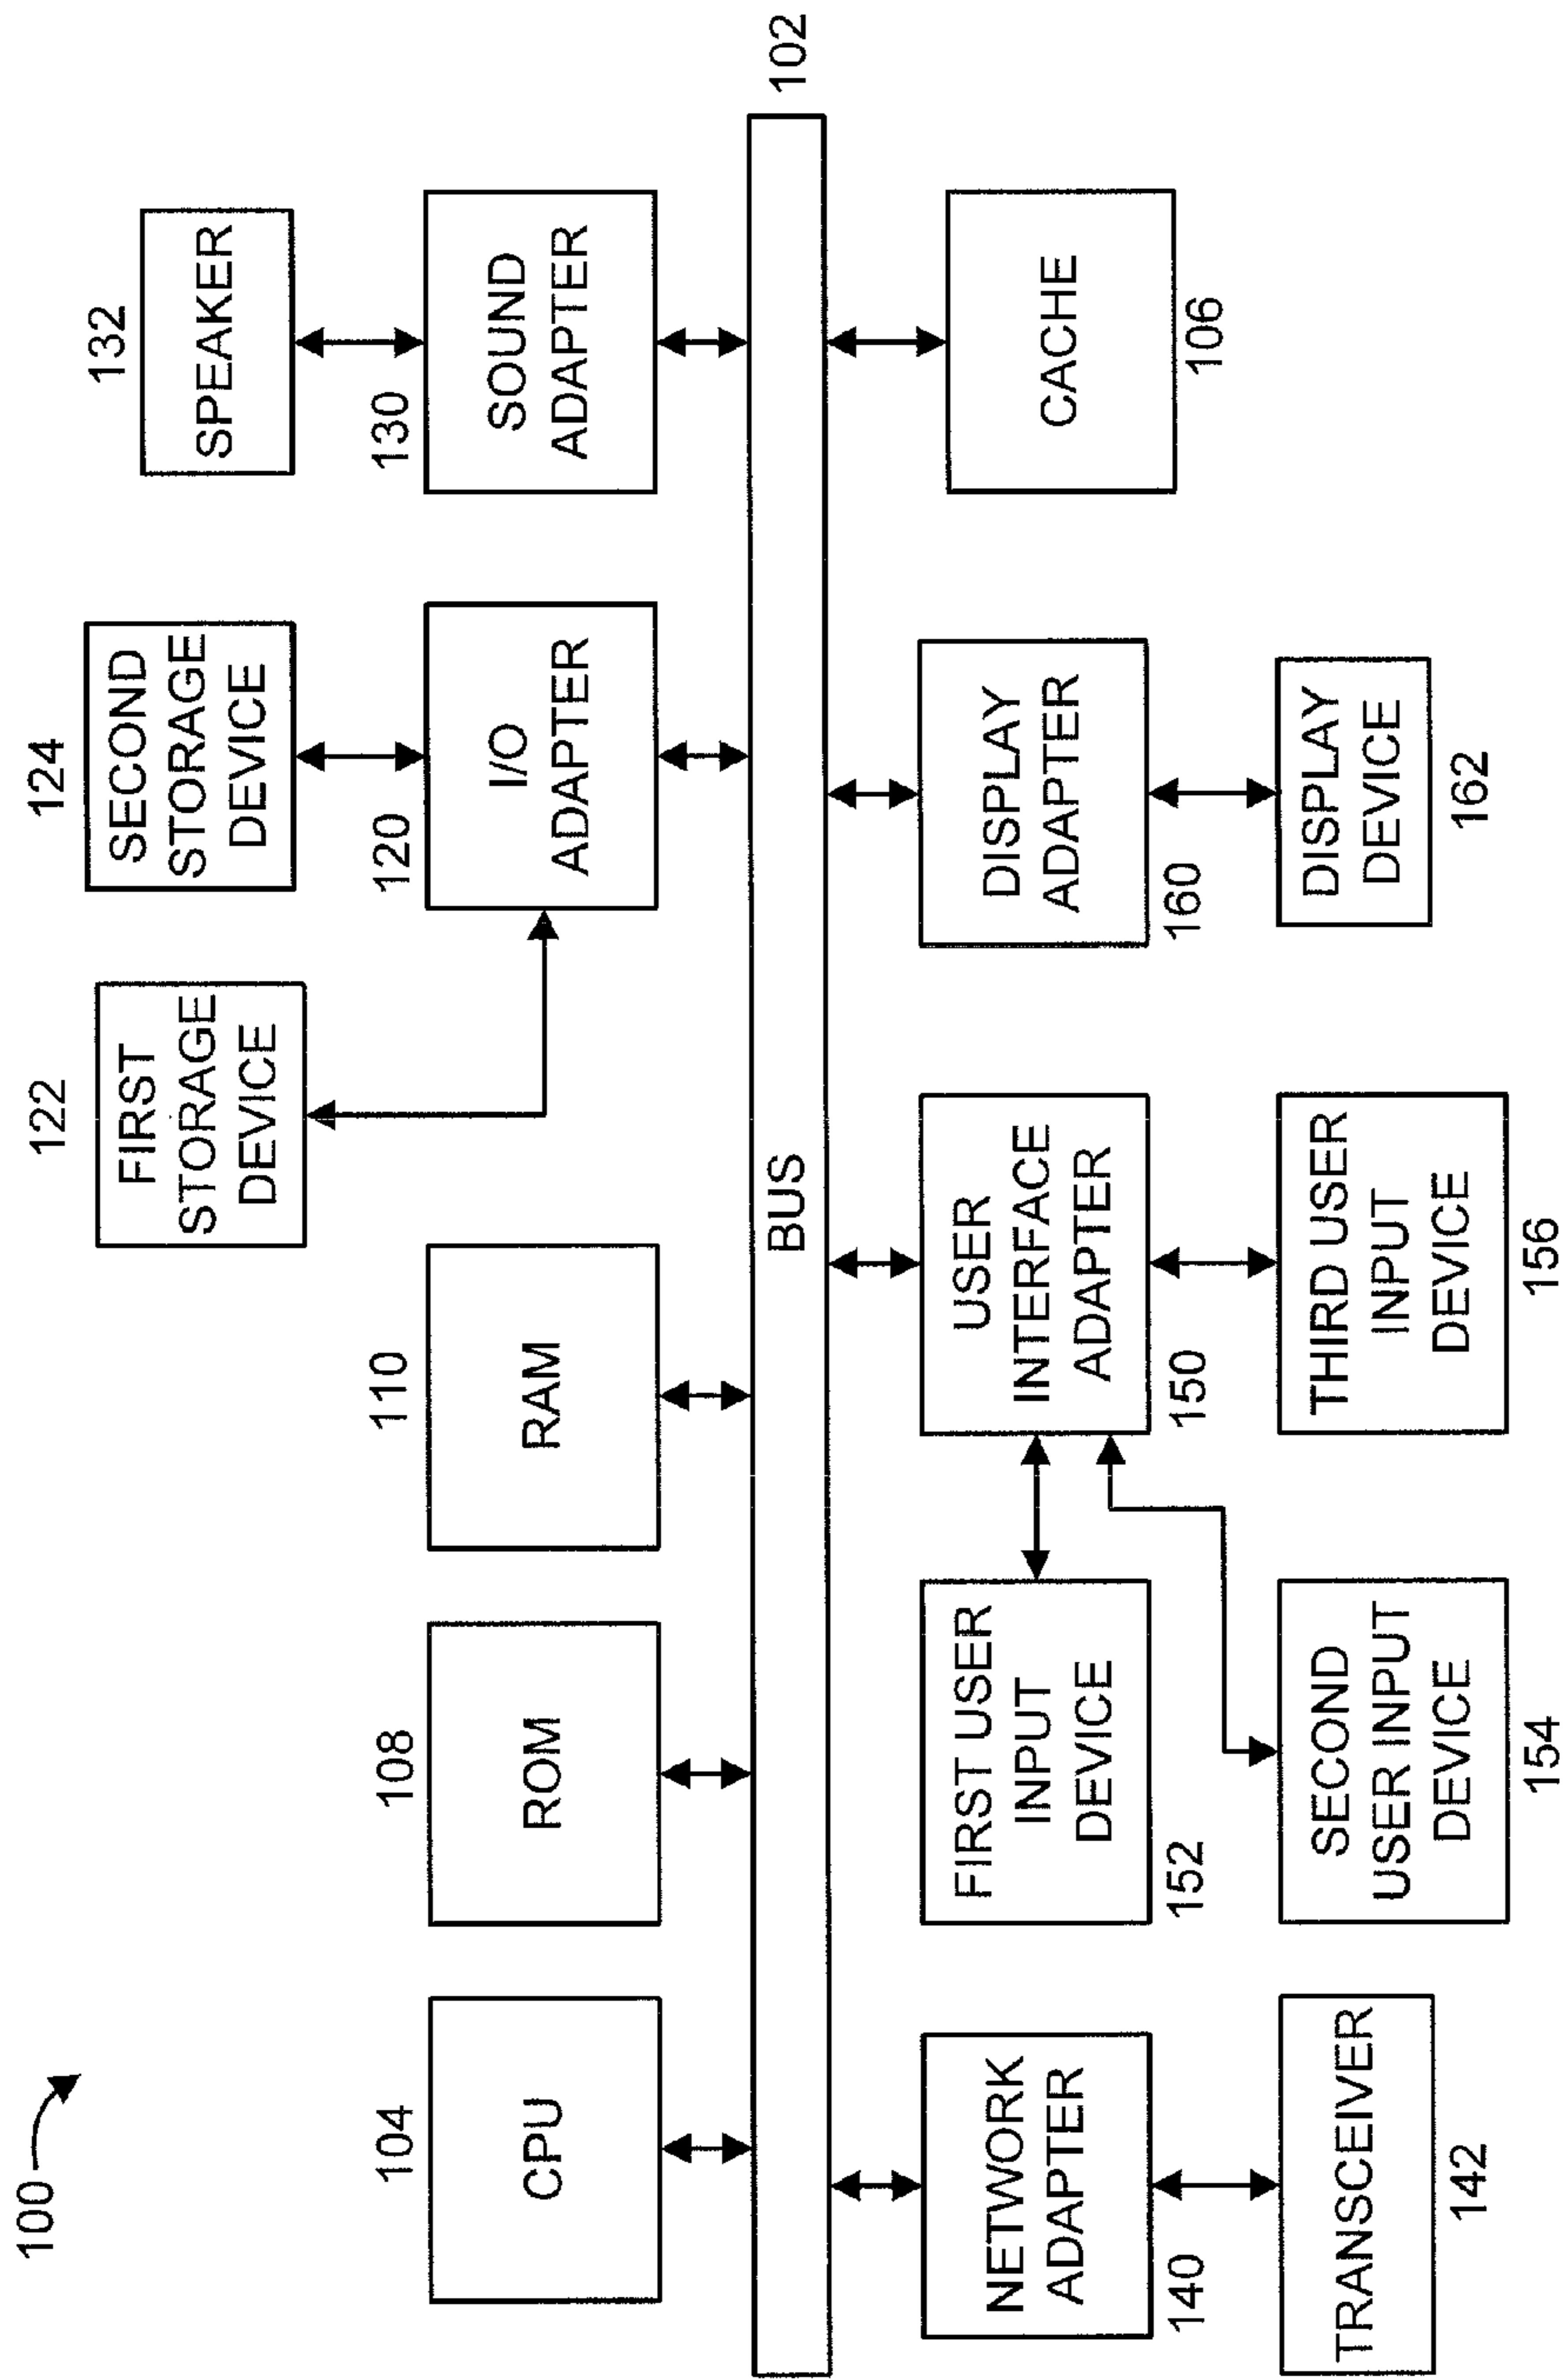 100
122
FIRST
STORAGE
DEVICE
124
SECOND
STORAGE
DEVICE
132
SPEAKER
104
CPU
108
ROM
110
RAM
120
I/O
ADAPTER
130
SOUND
ADAPTER
BUS
102
NETWORK
ADAPTER
140
FIRST USER
INPUT
DEVICE
152
USER
INTERFACE
ADAPTER
150
DISPLAY
ADAPTER
160
CACHE
106
TRANSCEIVER
142
SECOND
USER INPUT
DEVICE
154
THIRD USER
INPUT
DEVICE
156
DISPLAY
DEVICE
162